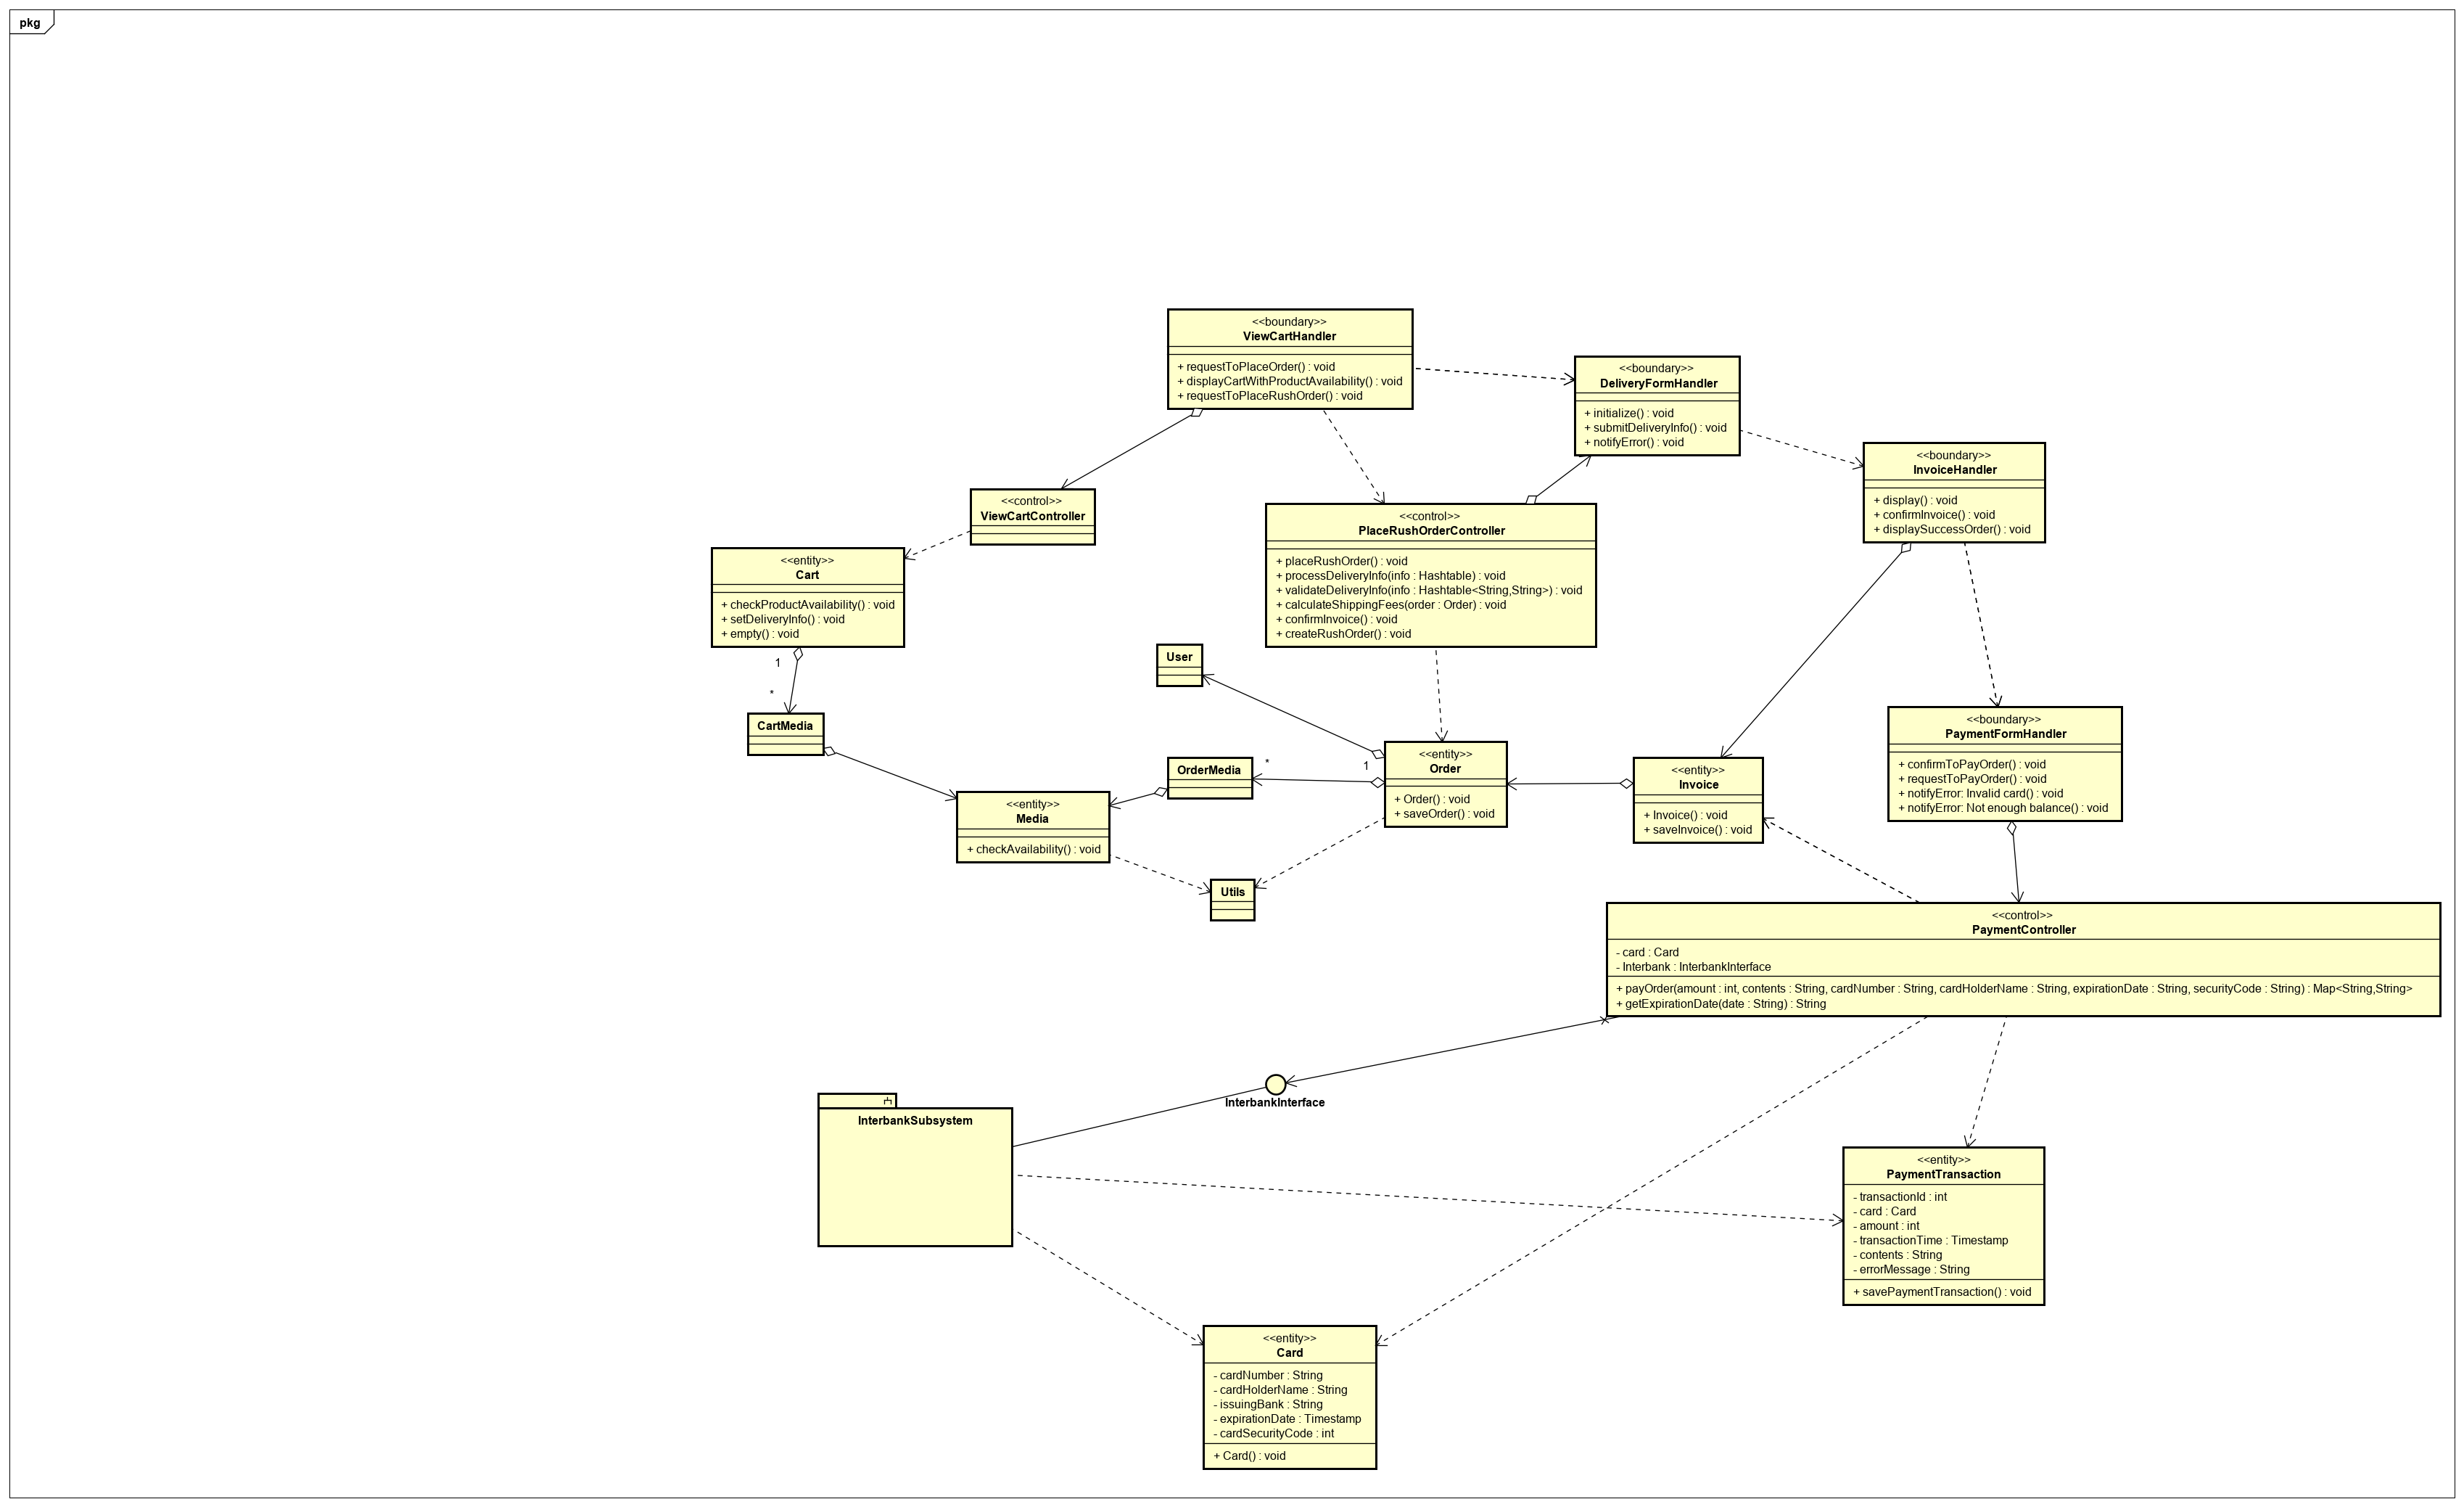 pkg
<<boundary>>
ViewCartHandler
+ requestToPlaceOrder() : void
+ displayCartWithProductAvailability() : void
+ requestToPlaceRushOrder() : void
<<boundary>>
DeliveryFormHandler
+ initialize() : void
+ submitDeliveryInfo() : void
+ notifyError() : void
<<boundary>>
InvoiceHandler
+ display() : void
+ confirmInvoice() : void
+ displaySuccessOrder() : void
<<control>>
ViewCartController
<<control>>
PlaceRushOrderController
+ placeRushOrder() : void
+ processDeliveryInfo(info : Hashtable) : void
+ validateDeliveryInfo(info : Hashtable<String,String>) : void
+ calculateShippingFees(order : Order) : void
+ confirmInvoice() : void
+ createRushOrder() : void
<<entity>>
Cart
+ checkProductAvailability() : void
+ setDeliveryInfo() : void
+ empty() : void
1
*
User
CartMedia
<<boundary>>
PaymentFormHandler
+ confirmToPayOrder() : void
+ requestToPayOrder() : void
+ notifyError: Invalid card() : void
+ notifyError: Not enough balance() : void
OrderMedia
*
1
<<entity>>
Order
+ Order() : void
+ saveOrder() : void
<<entity>>
Invoice
+ Invoice() : void
+ saveInvoice() : void
<<entity>>
Media
+ checkAvailability() : void
Utils
<<control>>
PaymentController
- card : Card
- Interbank : InterbankInterface
+ payOrder(amount : int, contents : String, cardNumber : String, cardHolderName : String, expirationDate : String, securityCode : String) : Map<String,String>
+ getExpirationDate(date : String) : String
InterbankInterface
InterbankSubsystem
<<entity>>
PaymentTransaction
- transactionId : int
- card : Card
- amount : int
- transactionTime : Timestamp
- contents : String
- errorMessage : String
+ savePaymentTransaction() : void
<<entity>>
Card
- cardNumber : String
- cardHolderName : String
- issuingBank : String
- expirationDate : Timestamp
- cardSecurityCode : int
+ Card() : void